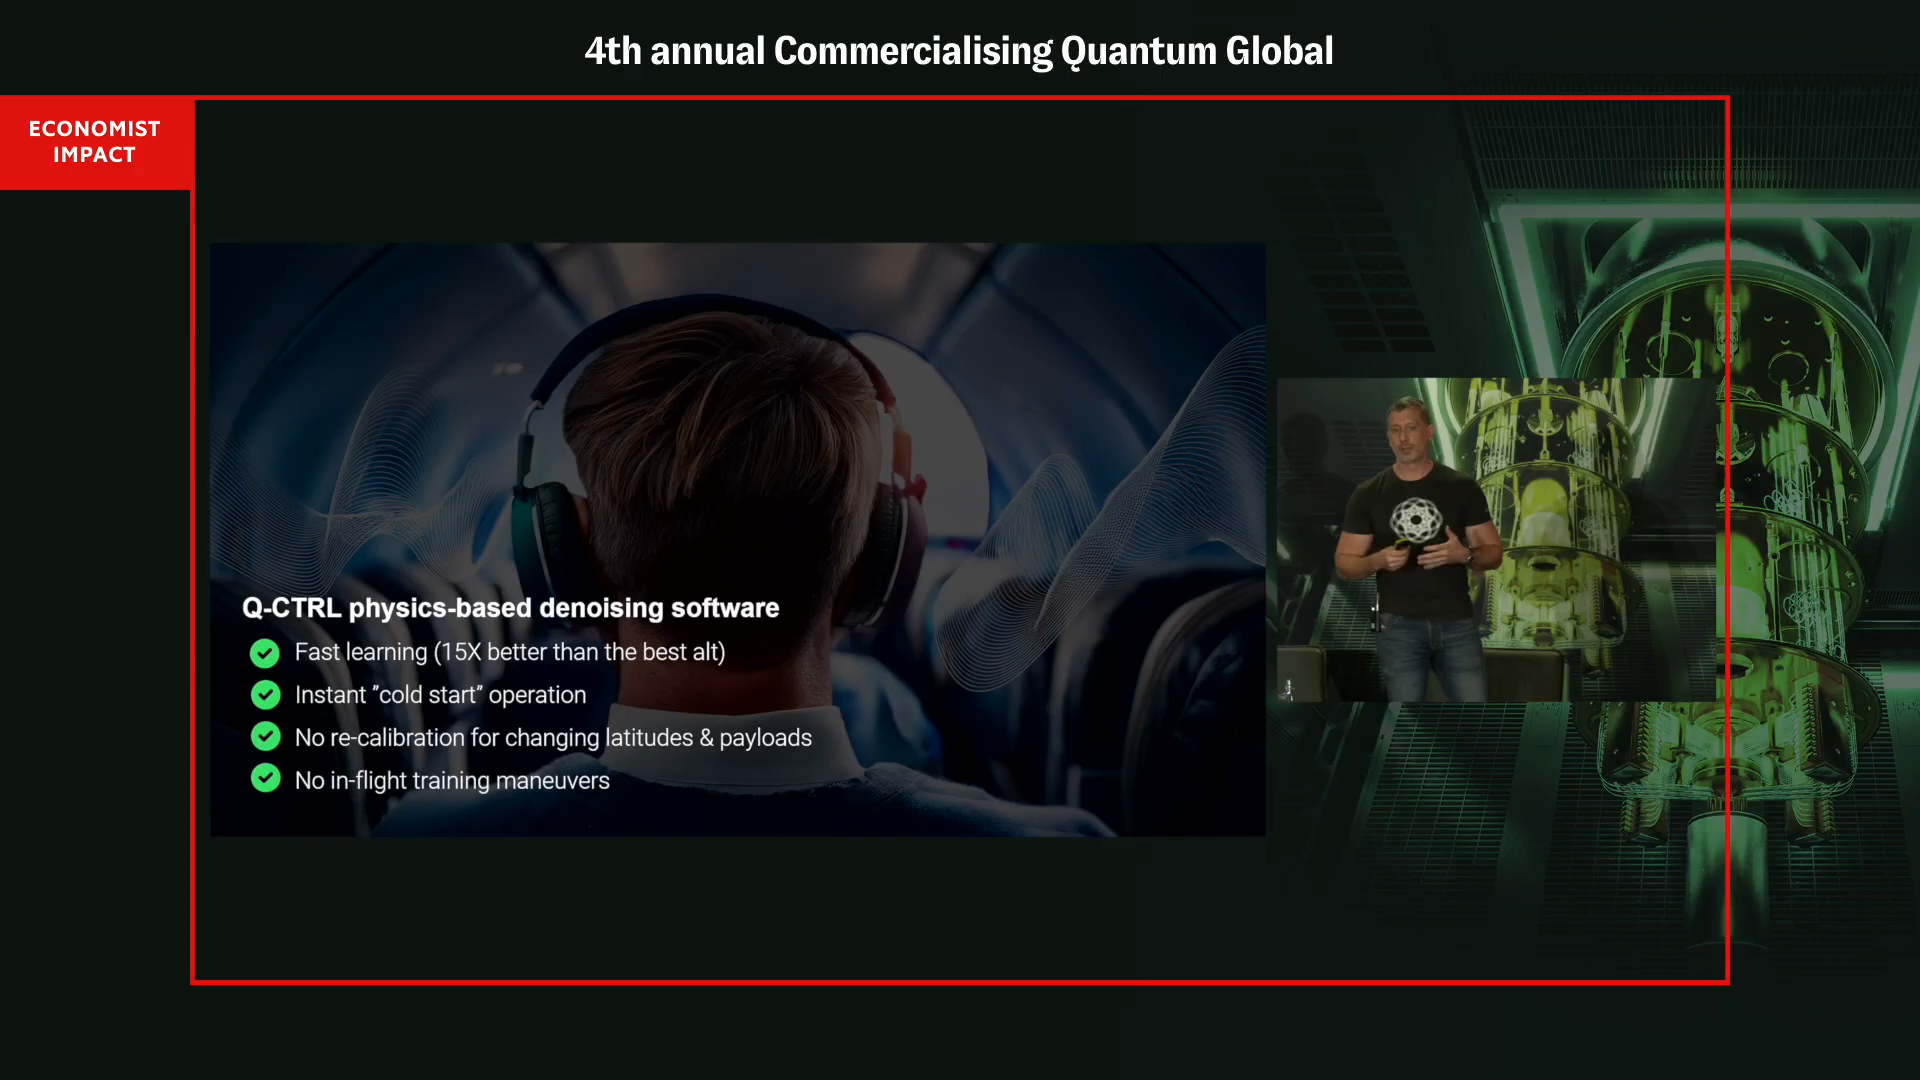 4th annual Commercialising Quantum Global
ECONOMIST
IMPACT
Q-CTRL physics-based denoising software
Fast learning (15X better than the best alt)
Instant ”cold start” operation
No re-calibration for changing latitudes & payloads
No in-flight training maneuvers